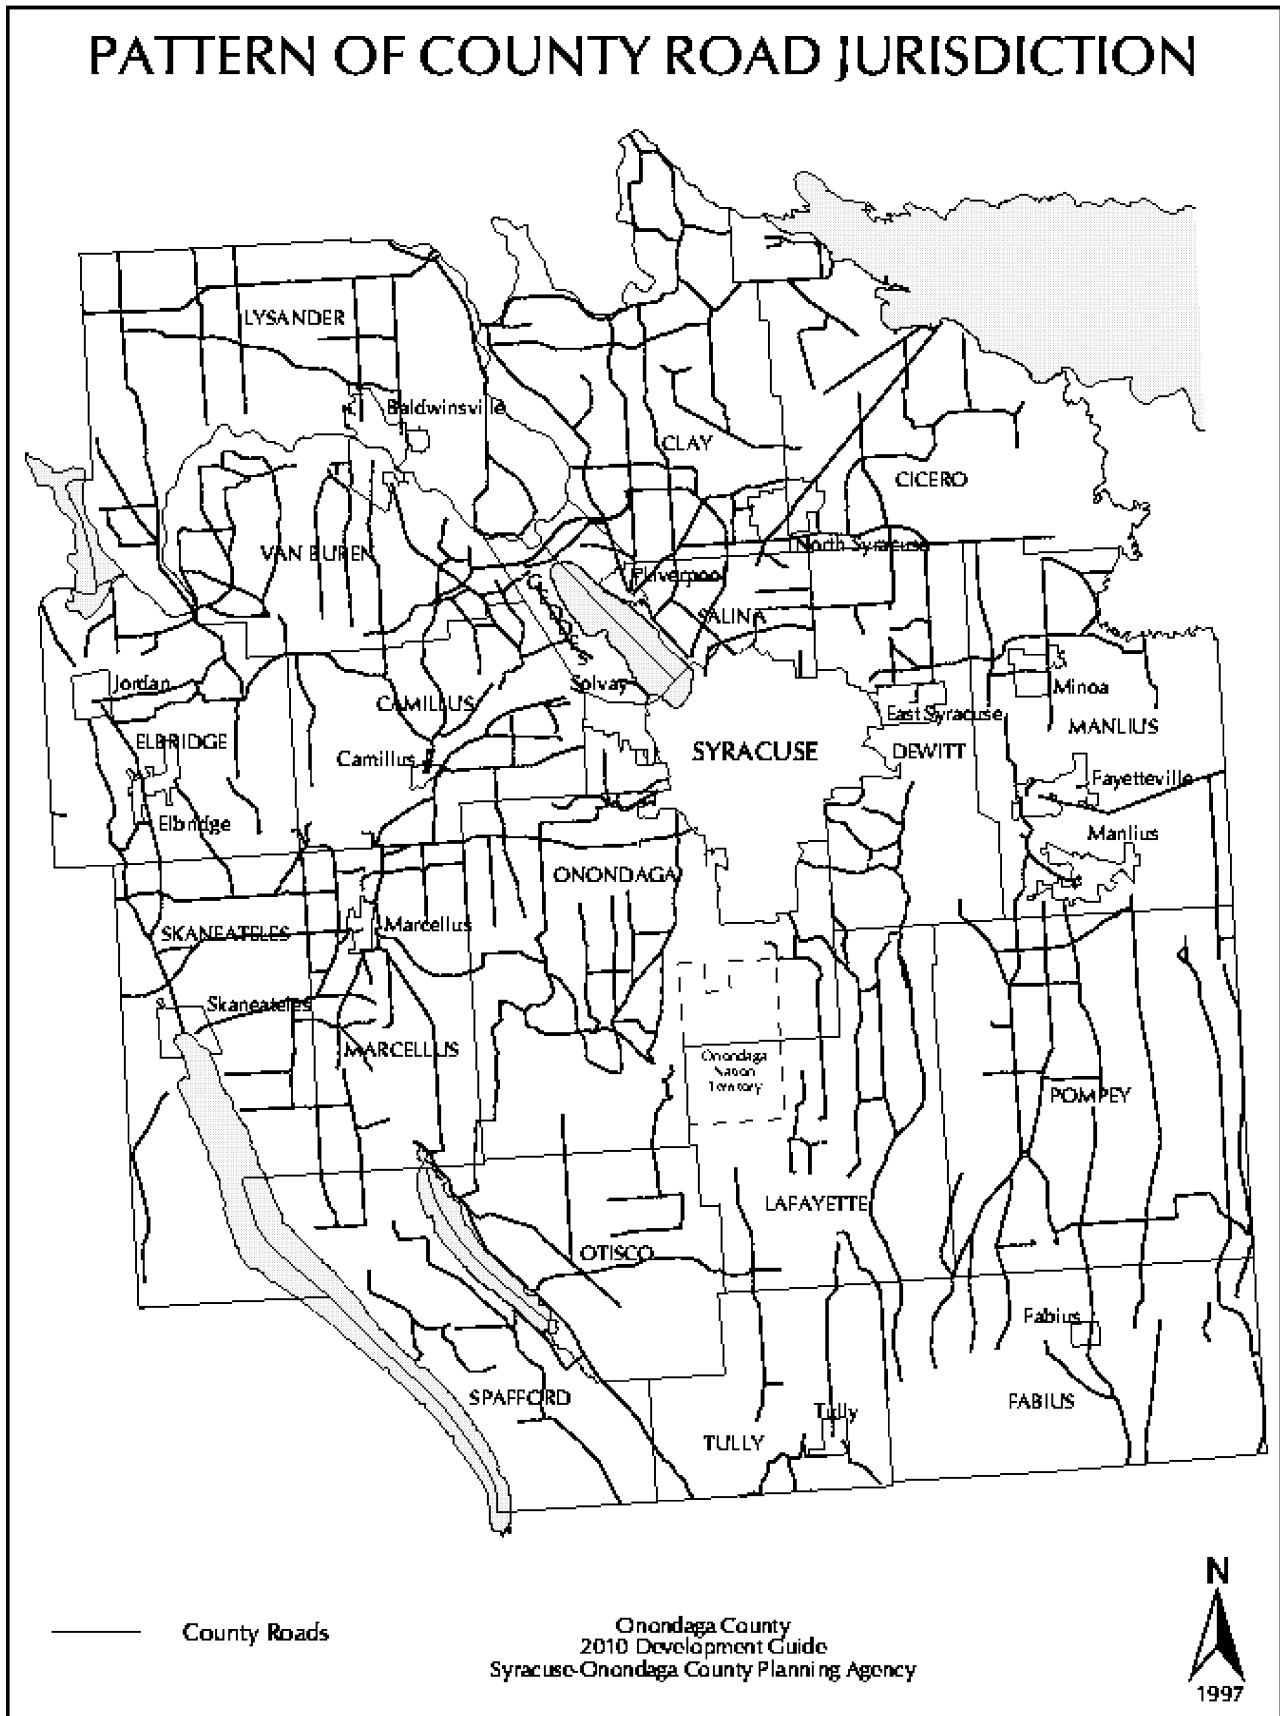 PATTERN OF COUNTY ROAD JURISDICTION
LYSANDER
Baldwinsville
CLAY
CICERO
VAN BUREN
North Syracuse
Liverpool
GEDDES
SALINA
Jordan
Solvay
Minoa
CAMILLUS
East Syracuse
MANLIUS
ELBRIDGE
SYRACUSE
DEWITT
Camillus
Fayetteville
Elbridge
Manlius
ONONDAGA
SKANEATELES
Marcellus
Skaneateles
MARCELLUS
Onondaga
Nation
Territory
POMPEY
LAFAYETTE
OTISCO
Fabius
SPAFFORD
FABIUS
Tully
TULLY
N
1997
County Roads
Onondaga County
2010 Development Guide
Syracuse-Onondaga County Planning Agency